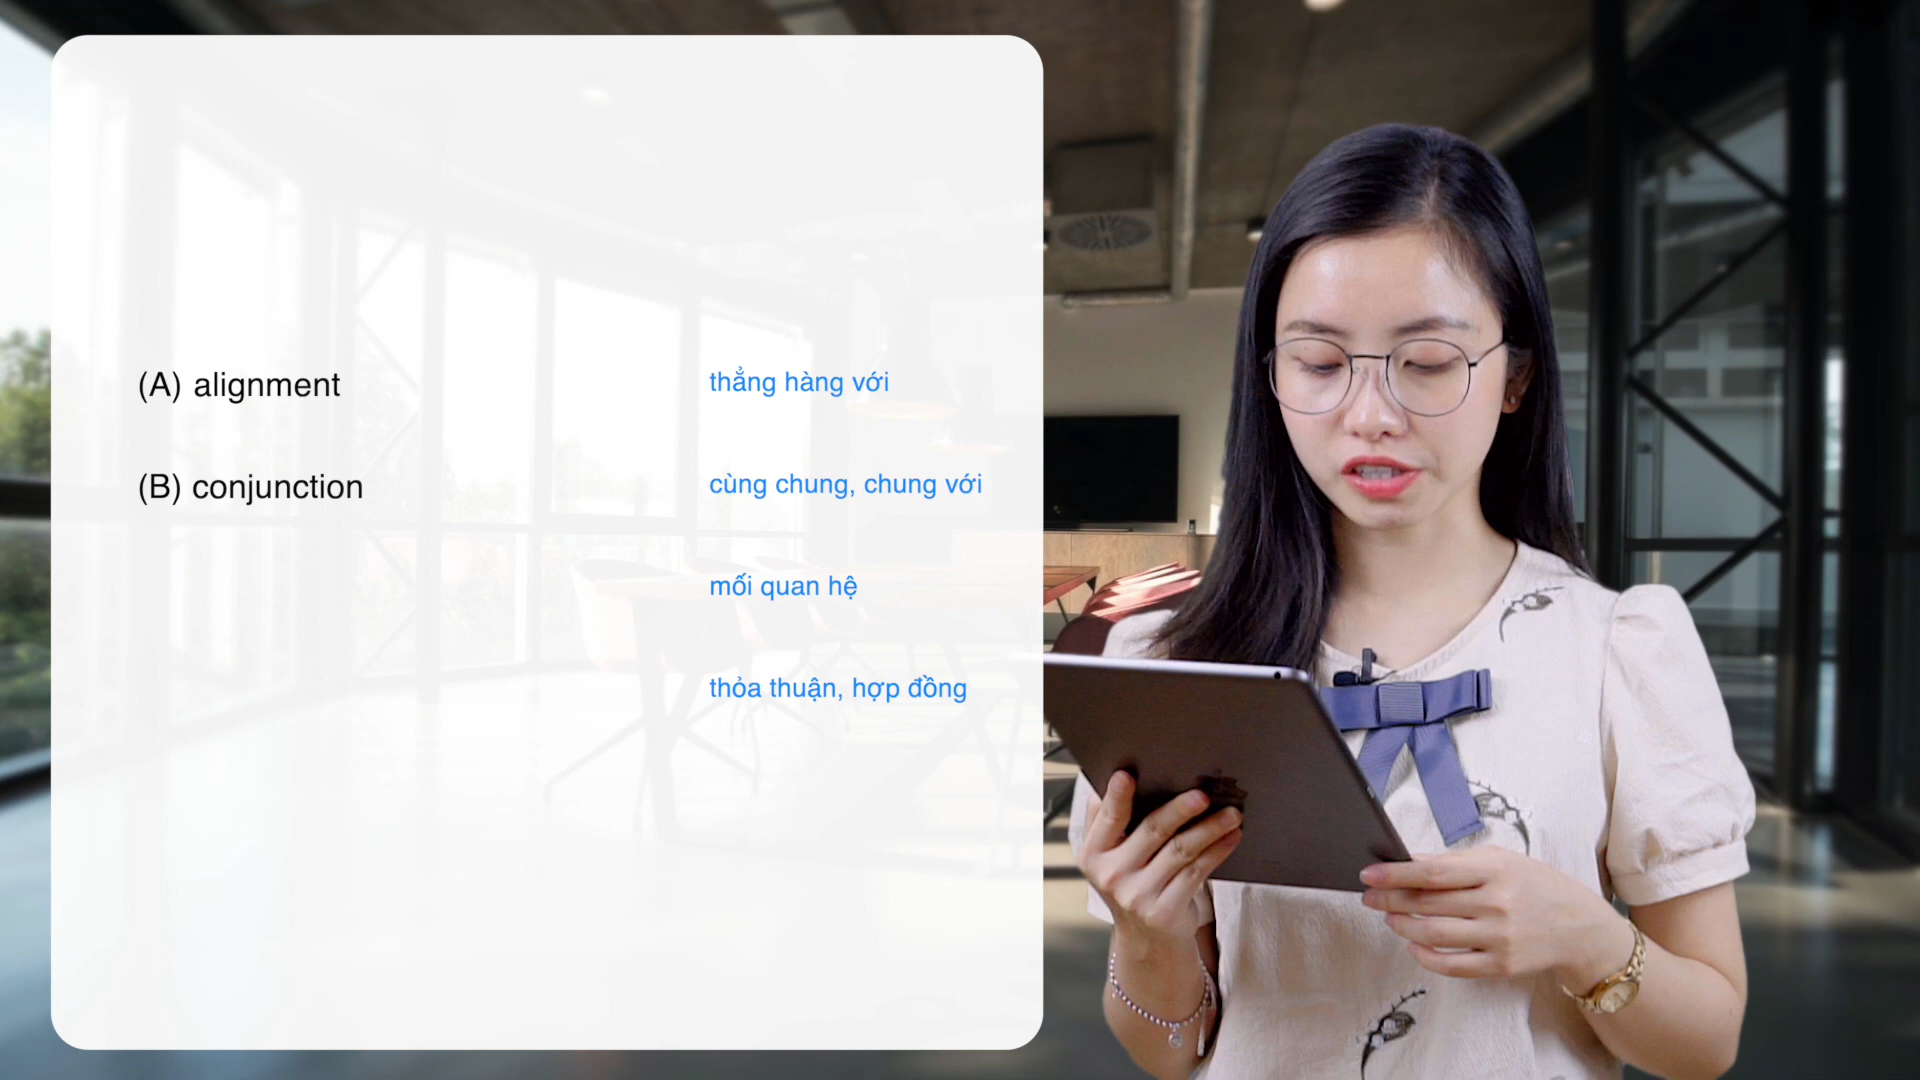 (A) alignment thẳng hàng với
(B) conjunction cùng chung, chung với
mối quan hệ
thỏa thuận, hợp đồng